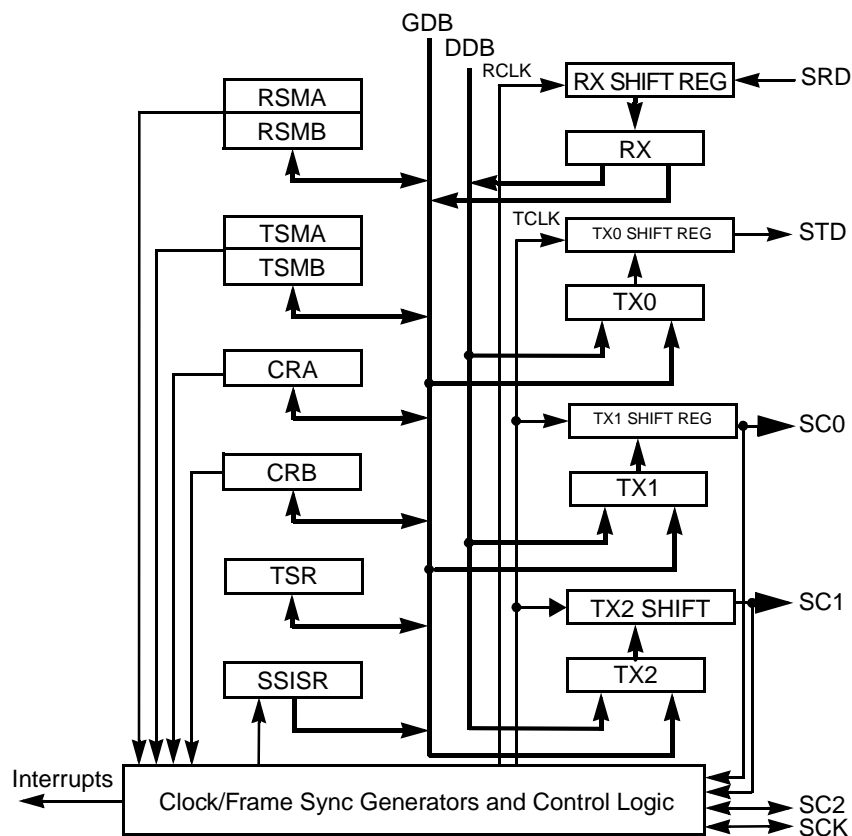 GDB
DDB
RCLK
RX SHIFT REG
SRD
RSMA
RSMB
RX
TCLK
TX0 SHIFT REG
STD
TSMA
TSMB
TX0
CRA
TX1 SHIFT REG
SC0
CRB
TX1
TSR
TX2 SHIFT
SC1
SSISR
TX2
Interrupts
Clock/Frame Sync Generators and Control Logic
SC2
SCK